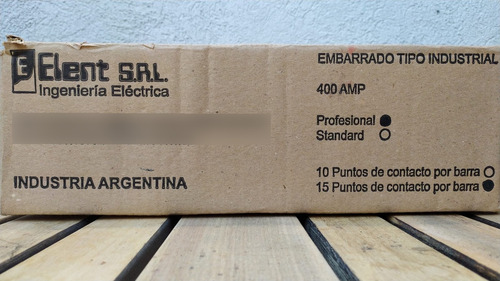 Elent S.R.L.
Ingeniería Eléctrica
INDUSTRIA ARGENTINA
EMBARRADO TIPO INDUSTRIAL
400 AMP
Profesional
Standard
10 Puntos de contacto por barra
15 Puntos de contacto por barra